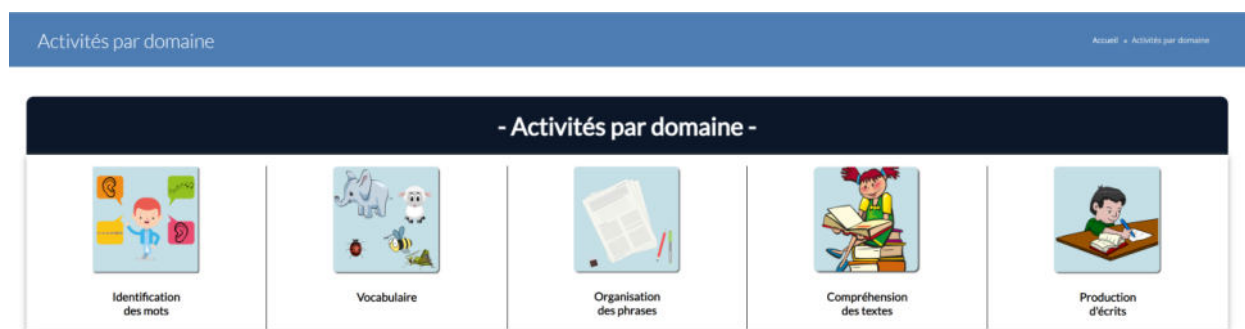 Activités par domaine
Accueil » Activités par domaine
- Activités par domaine -
Identification
des mots
Vocabulaire
Organisation
des phrases
Compréhension
des textes
Production
d'écrits